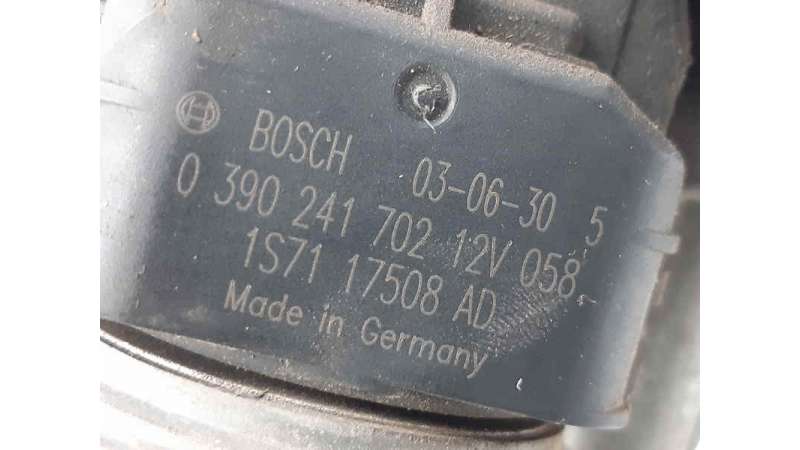 BOSCH 03-06-30 5
0 390 241 702 12V 058
1S71 17508 AD
Made in Germany